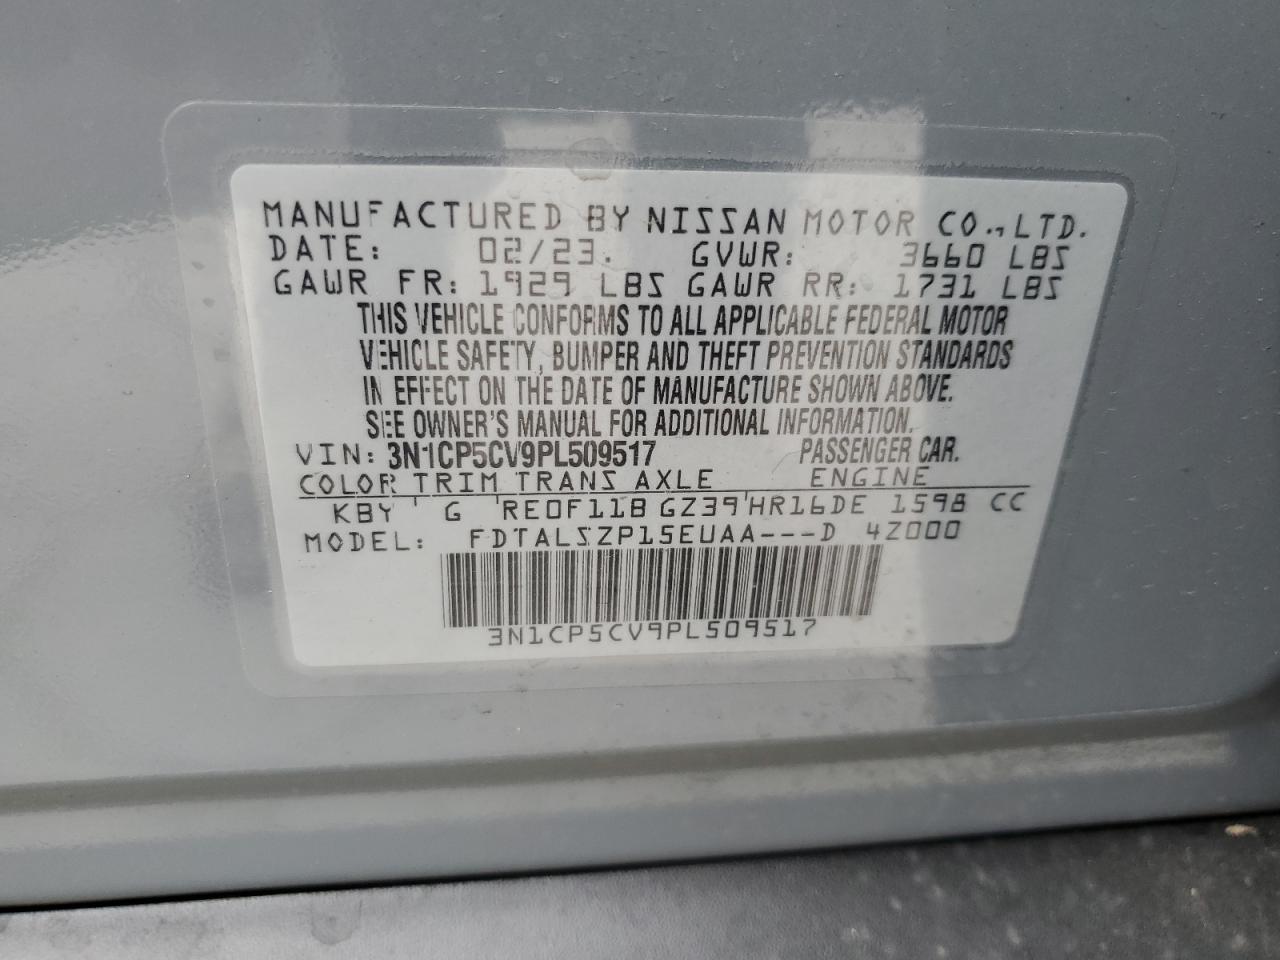 MANUFACTURED BY NISSAN MOTOR CO., LTD.
DATE: 02/23. GVWR: 3660 LBS
GAWR FR: 1929 LBS GAWR RR: 1731 LBS
THIS VEHICLE CONFORMS TO ALL APPLICABLE FEDERAL MOTOR
VEHICLE SAFETY, BUMPER AND THEFT PREVENTION STANDARDS
IN EFFECT ON THE DATE OF MANUFACTURE SHOWN ABOVE.
SEE OWNER'S MANUAL FOR ADDITIONAL INFORMATION.
VIN: 3N1CP5CV9PL509517 PASSENGER CAR.
COLOR TRIM TRANS AXLE ENGINE
KBY G RE0F11B GZ39 HR16DE 1598 CC
MODEL: FDTALSZP15EUAA---D 4Z000
3N1CP5CV9PL509517